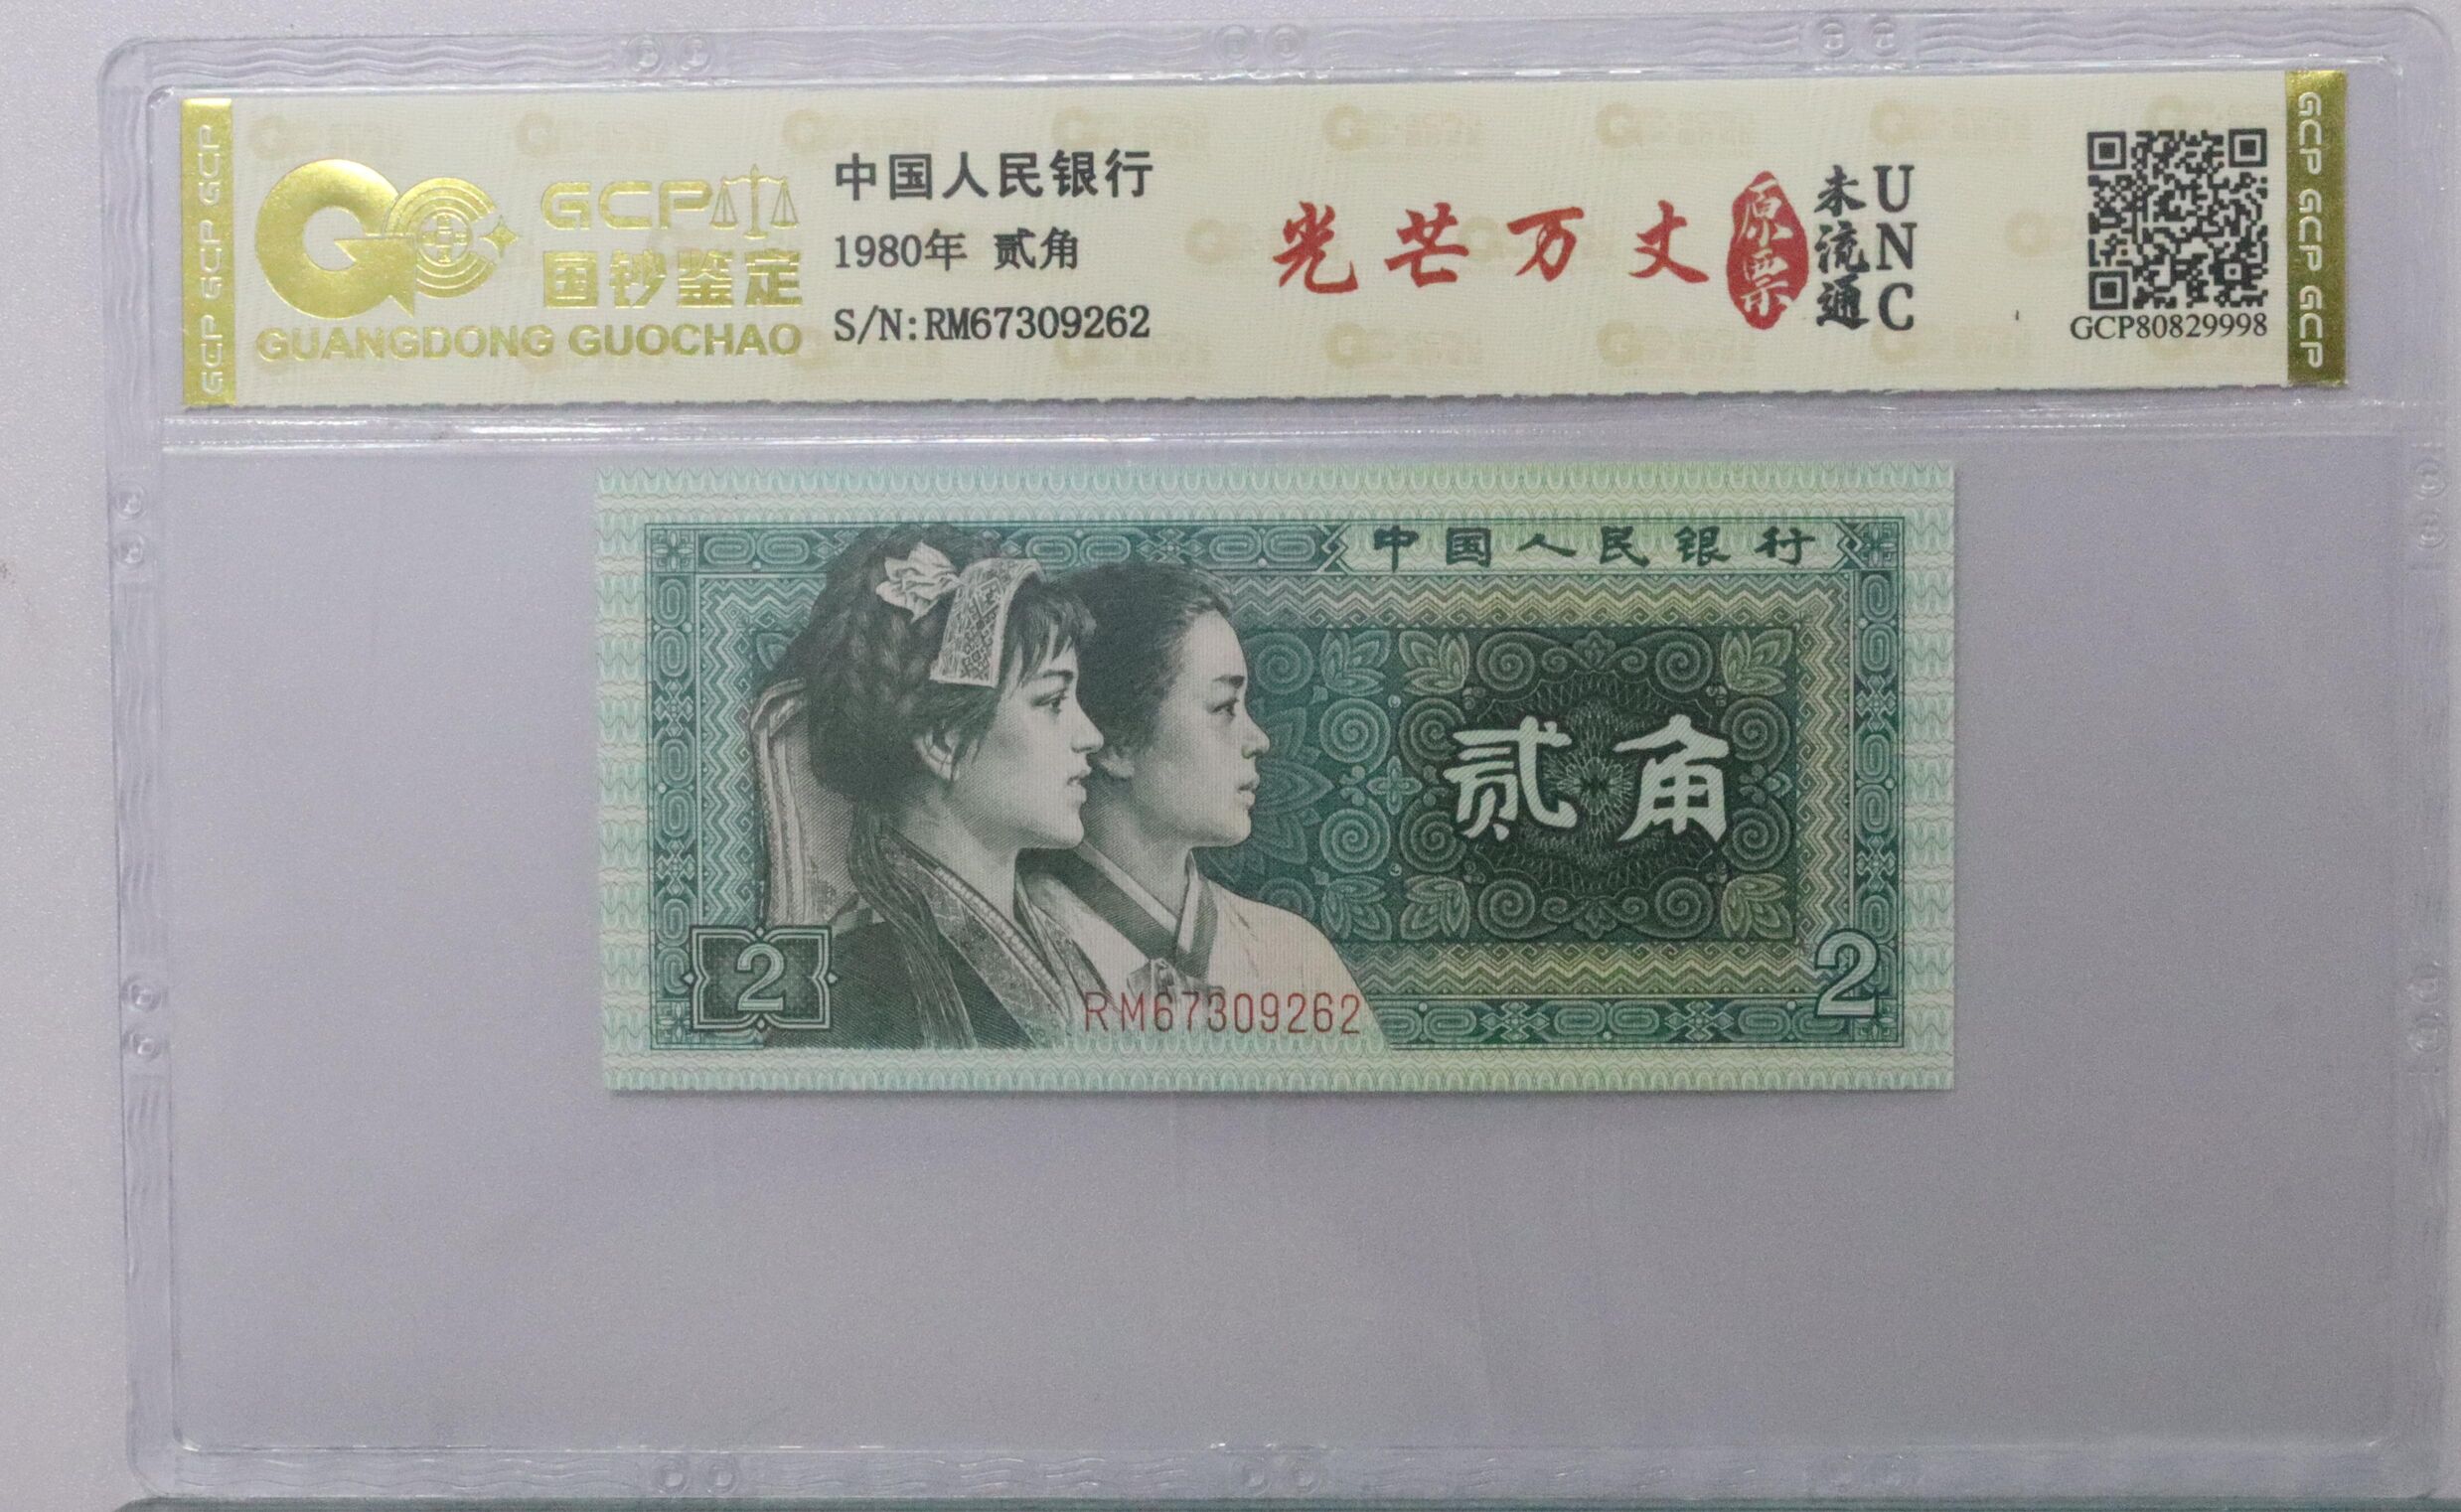 GCP GCP GCP GCP
GCP
国钞鉴定
GUANGDONG GUOCHAO
中国人民银行
1980年 贰角
S/N:RM67309262
光芒万丈
原票
未流通
UNC
GCP80829998
GCP GCP GCP GCP
中国人民银行
贰角
2
RM67309262
2